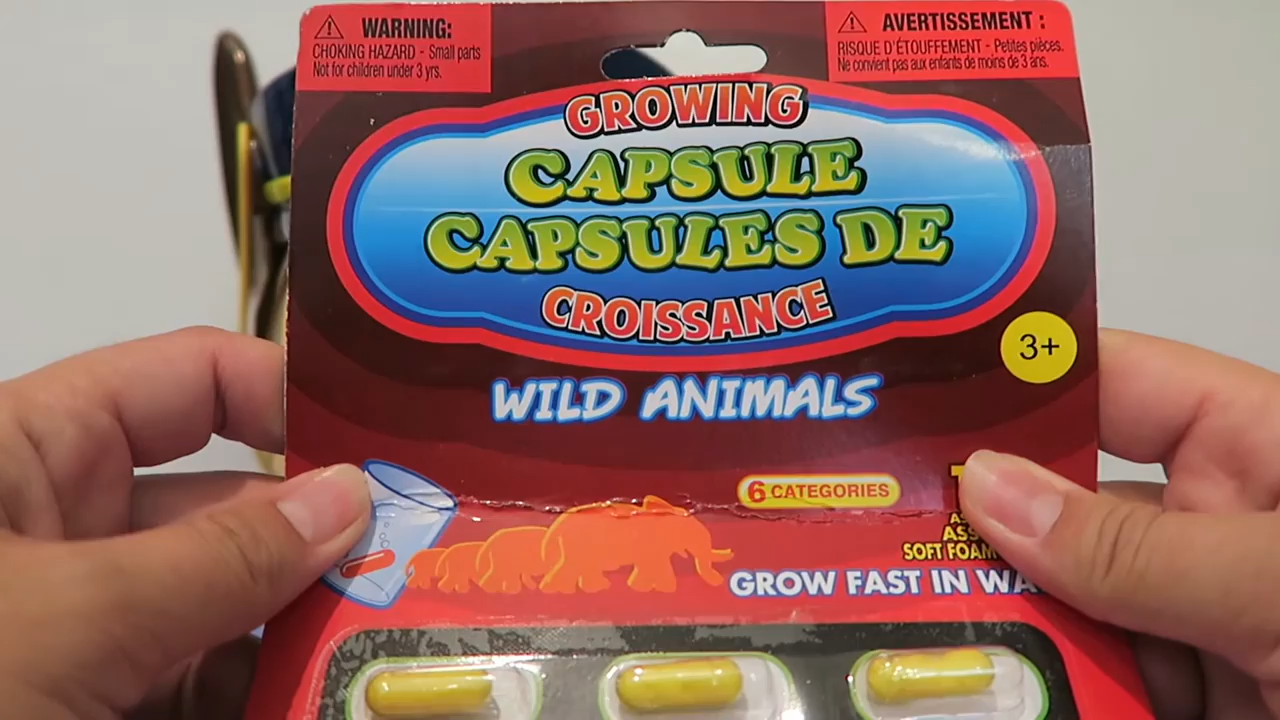 WARNING:
CHOKING HAZARD - Small parts
Not for children under 3 yrs.
AVERTISSEMENT :
RISQUE D'ÉTOUFFEMENT - Petites pièces.
Ne convient pas aux enfants de moins de 3 ans.
GROWING
CAPSULE
CAPSULES DE
CROISSANCE
3+
WILD ANIMALS
6 CATEGORIES
SOFT FOAM
GROW FAST IN